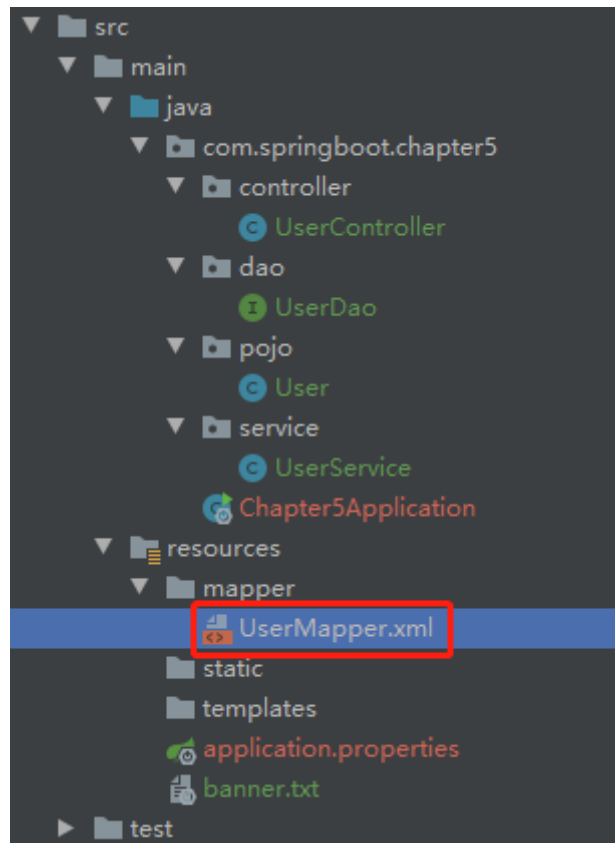 src
main
java
com.springboot.chapter5
controller
UserController
dao
UserDao
pojo
User
service
UserService
Chapter5Application
resources
mapper
UserMapper.xml
static
templates
application.properties
banner.txt
test